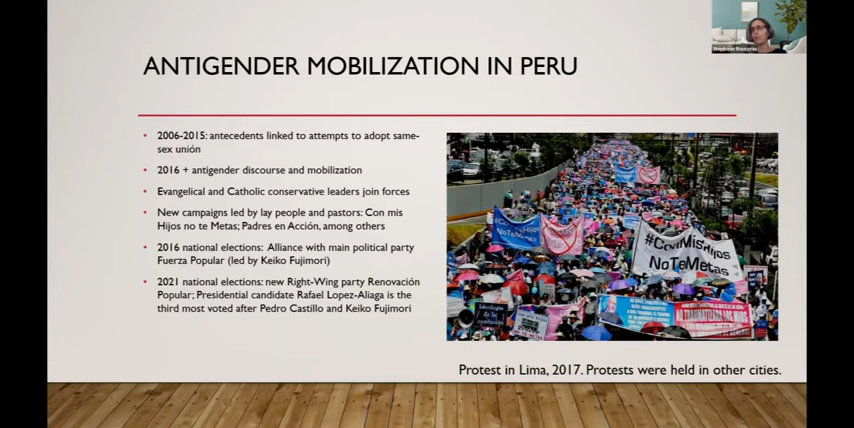 ANTIGENDER MOBILIZATION IN PERU
• 2006-2015: antecedents linked to attempts to adopt same-
sex unión
• 2016 + antigender discourse and mobilization
• Evangelical and Catholic conservative leaders join forces
• New campaigns led by lay people and pastors: Con mis
Hijos no te Metas; Padres en Acción, among others
• 2016 national elections: Alliance with main political party
Fuerza Popular (led by Keiko Fujimori)
• 2021 national elections: new Right-Wing party Renovación
Popular; Presidential candidate Rafael Lopez-Aliaga is the
third most voted after Pedro Castillo and Keiko Fujimori
#ConMisHijos
NoTeMetas
Protest in Lima, 2017. Protests were held in other cities.